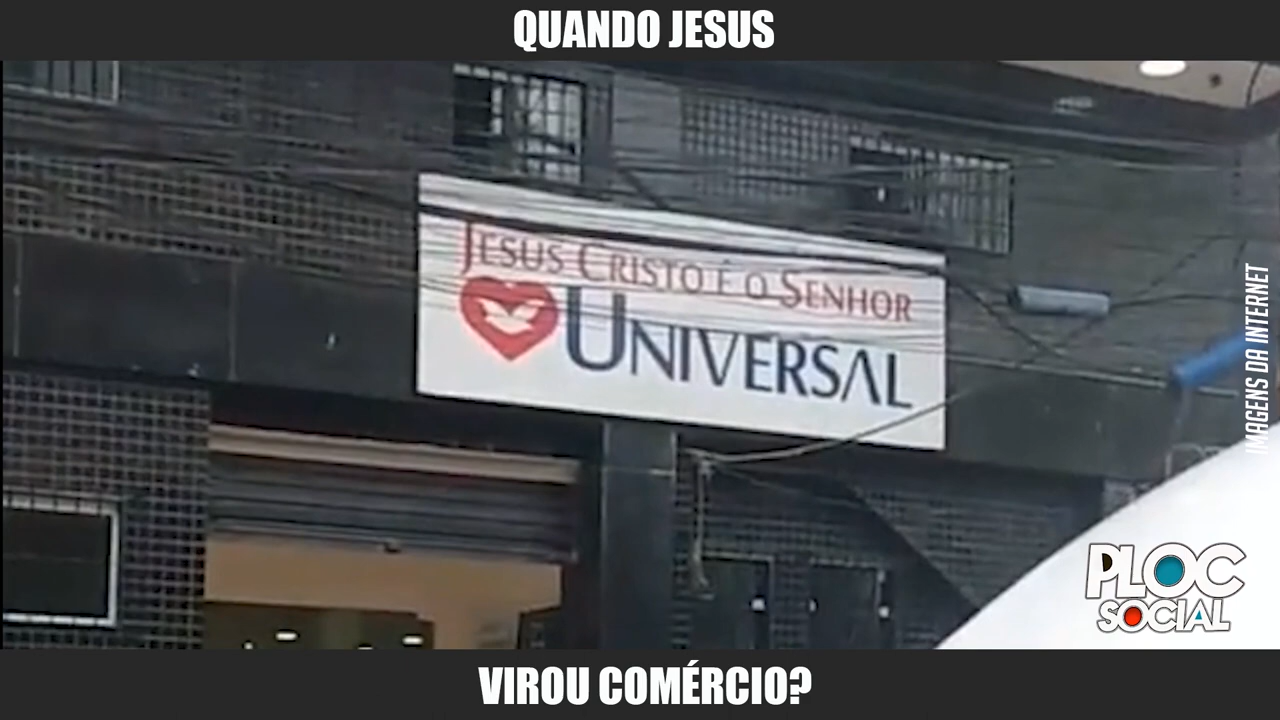 QUANDO JESUS
JESUS CRISTO É O SENHOR
UNIVERSAL
IMAGENS DA INTERNET
PLOC
SOCIAL
VIROU COMÉRCIO?